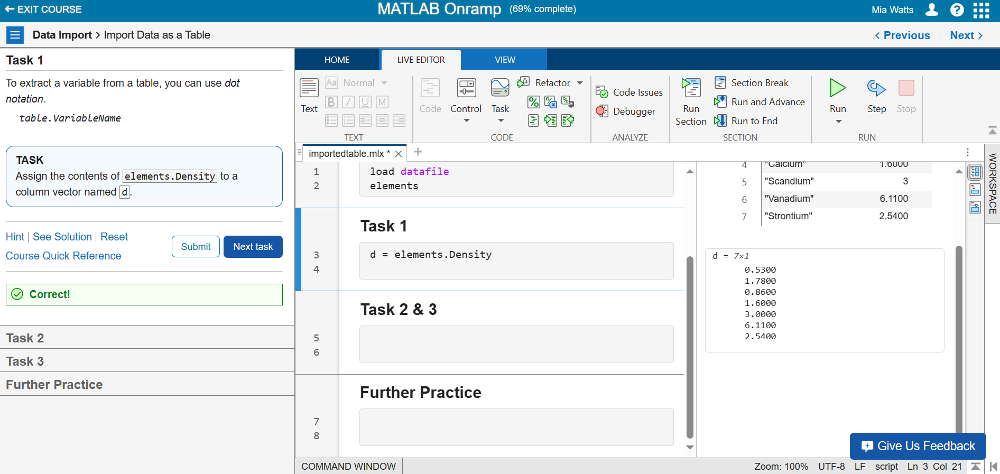 EXIT COURSE
MATLAB Onramp (69% complete)
Mia Watts
Data Import > Import Data as a Table
< Previous
Next >
Task 1
To extract a variable from a table, you can use dot
notation.
table.VariableName
TASK
Assign the contents of elements.Density to a
column vector named d.
Hint
See Solution
Reset
Course Quick Reference
Submit
Next task
Correct!
Task 2
Task 3
Further Practice
HOME
LIVE EDITOR
VIEW
Text
Aa Normal
B I U M
TEXT
Code
Control
Task
Refactor
CODE
Code Issues
Debugger
ANALYZE
Run
Section
Section Break
Run and Advance
Run to End
SECTION
Run
Step
Stop
RUN
importedtable.mlx *
1 load datafile
2 elements
Task 1
3 d = elements.Density
4
Task 2 & 3
5
6
Further Practice
7
8
4 "Calcium" 1.6000
5 "Scandium" 3
6 "Vanadium" 6.1100
7 "Strontium" 2.5400
d = 7×1
0.5300
1.7800
0.8600
1.6000
3.0000
6.1100
2.5400
WORKSPACE
Give Us Feedback
COMMAND WINDOW
Zoom: 100% UTF-8 LF script Ln 3 Col 21